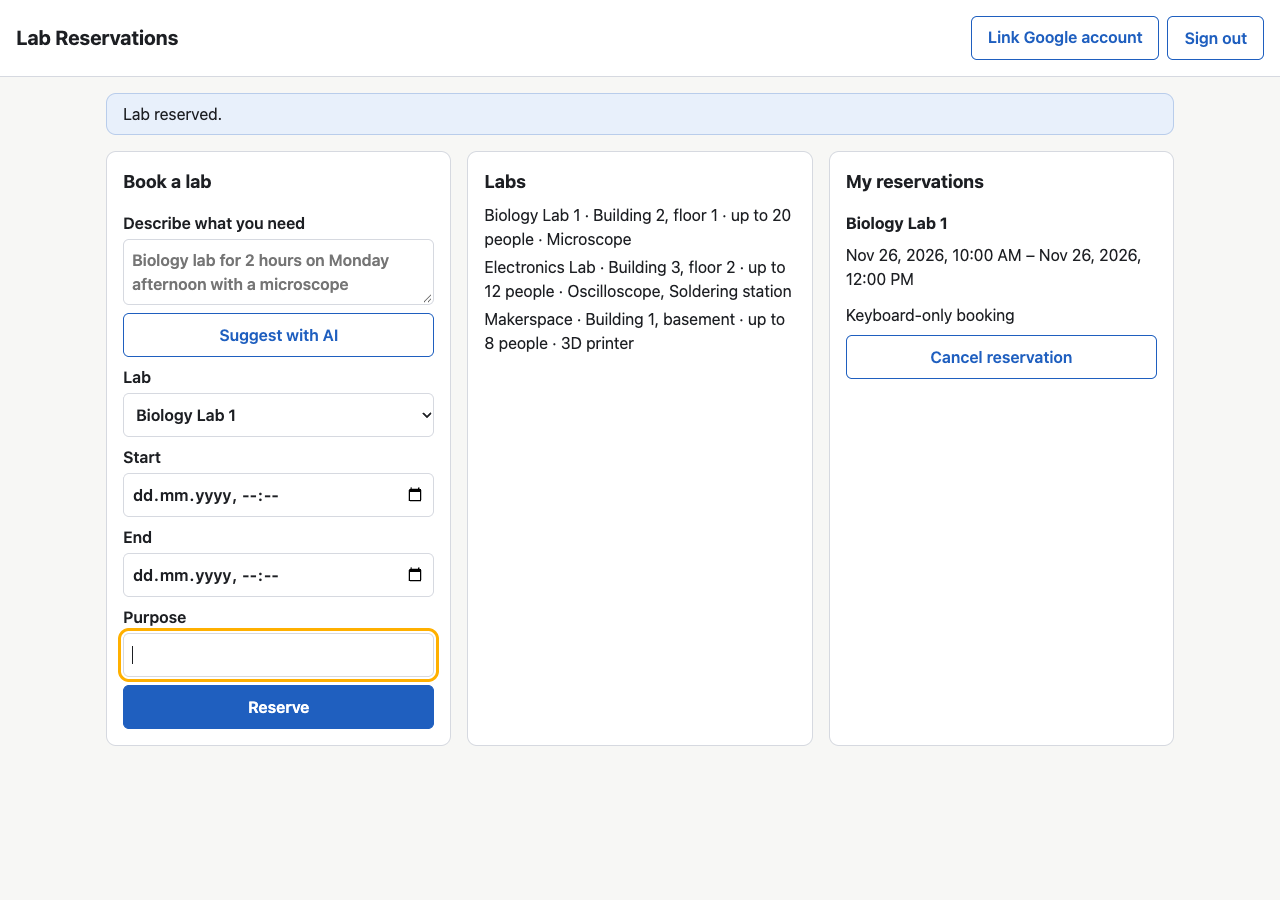 Lab Reservations
Link Google account
Sign out
Lab reserved.
Book a lab
Describe what you need
Biology lab for 2 hours on Monday
afternoon with a microscope
Suggest with AI
Lab
Biology Lab 1
Start
dd.mm.yyyy, --:--
End
dd.mm.yyyy, --:--
Purpose
Reserve
Labs
Biology Lab 1 · Building 2, floor 1 · up to 20
people · Microscope
Electronics Lab · Building 3, floor 2 · up to
12 people · Oscilloscope, Soldering station
Makerspace · Building 1, basement · up to
8 people · 3D printer
My reservations
Biology Lab 1
Nov 26, 2026, 10:00 AM – Nov 26, 2026,
12:00 PM
Keyboard-only booking
Cancel reservation